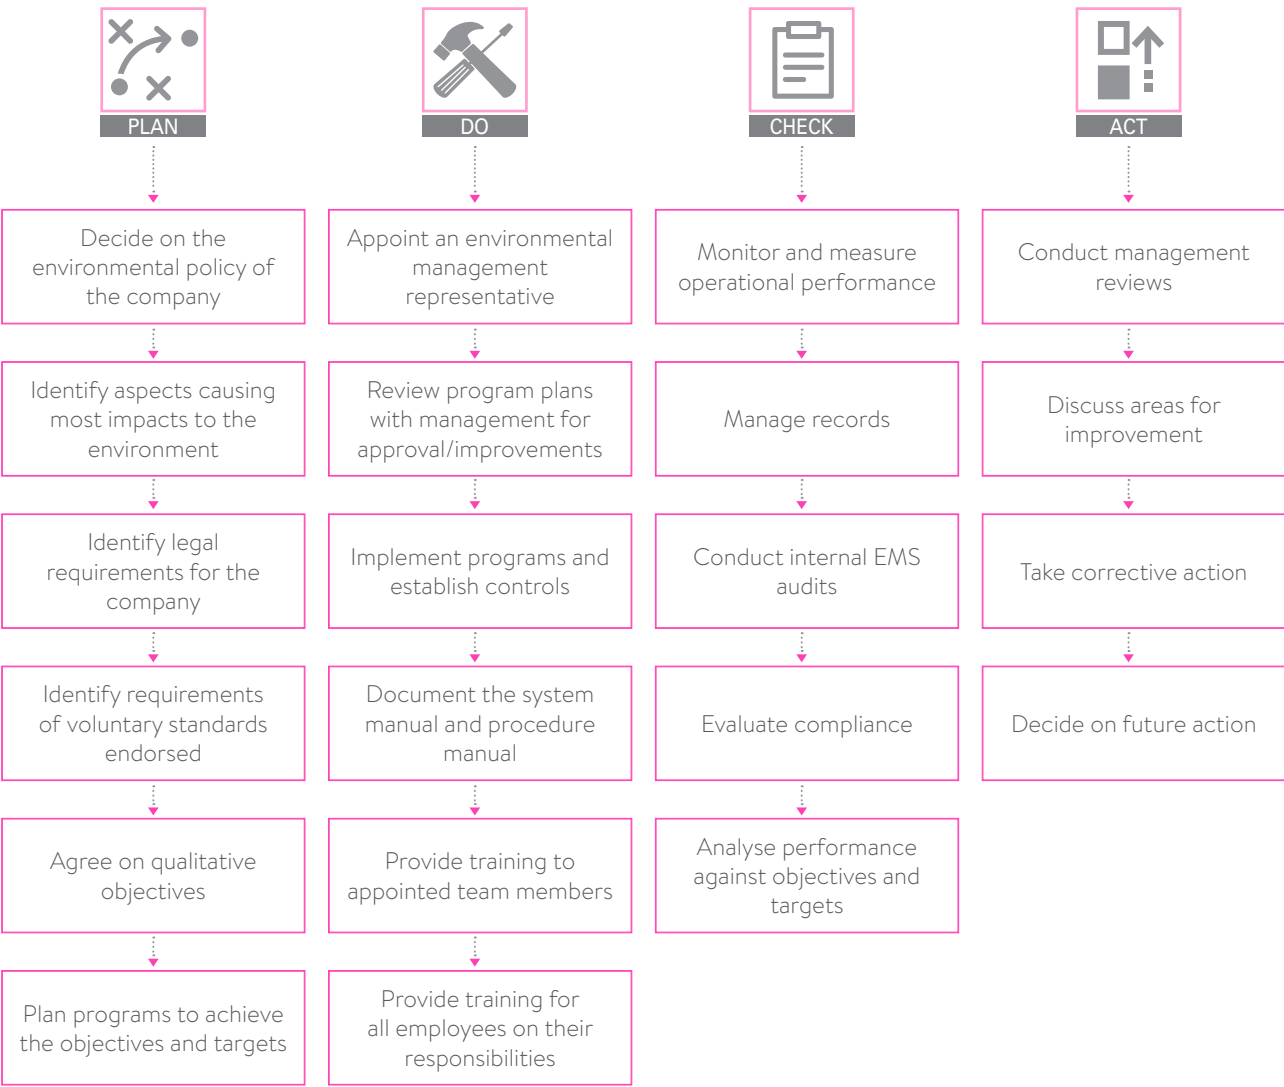 PLAN
DO
CHECK
ACT
Decide on the
environmental policy of
the company
Appoint an environmental
management
representative
Monitor and measure
operational performance
Conduct management
reviews
Identify aspects causing
most impacts to the
environment
Review program plans
with management for
approval/improvements
Manage records
Discuss areas for
improvement
Identify legal
requirements for the
company
Implement programs and
establish controls
Conduct internal EMS
audits
Take corrective action
Identify requirements
of voluntary standards
endorsed
Document the system
manual and procedure
manual
Evaluate compliance
Decide on future action
Agree on qualitative
objectives
Provide training to
appointed team members
Analyse performance
against objectives and
targets
Plan programs to achieve
the objectives and targets
Provide training for
all employees on their
responsibilities